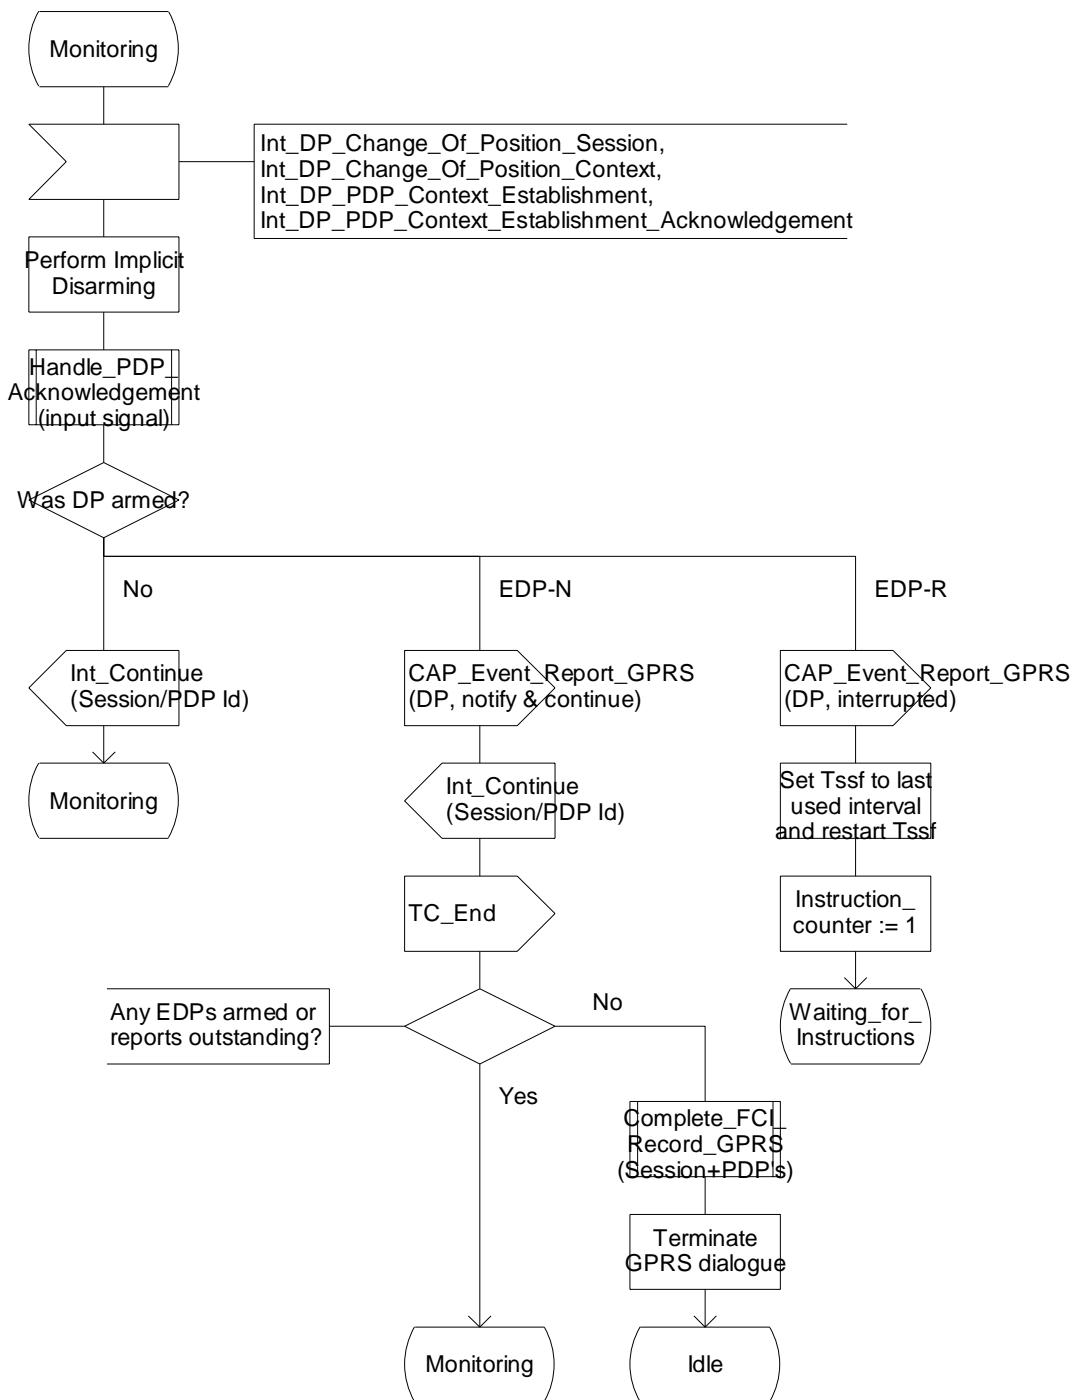 Monitoring
Int_DP_Change_Of_Position_Session,
Int_DP_Change_Of_Position_Context,
Int_DP_PDP_Context_Establishment,
Int_DP_PDP_Context_Establishment_Acknowledgement
Perform Implicit
Disarming
Handle_PDP_
Acknowledgement
(input signal)
Was DP armed?
No
EDP-N
EDP-R
Int_Continue
(Session/PDP Id)
CAP_Event_Report_GPRS
(DP, notify & continue)
CAP_Event_Report_GPRS
(DP, interrupted)
Monitoring
Int_Continue
(Session/PDP Id)
Set Tssf to last
used interval
and restart Tssf
TC_End
Instruction_
counter := 1
Any EDPs armed or
reports outstanding?
No
Waiting_for_
Instructions
Yes
Complete_FCI_
Record_GPRS
(Session+PDP's)
Terminate
GPRS dialogue
Monitoring
Idle